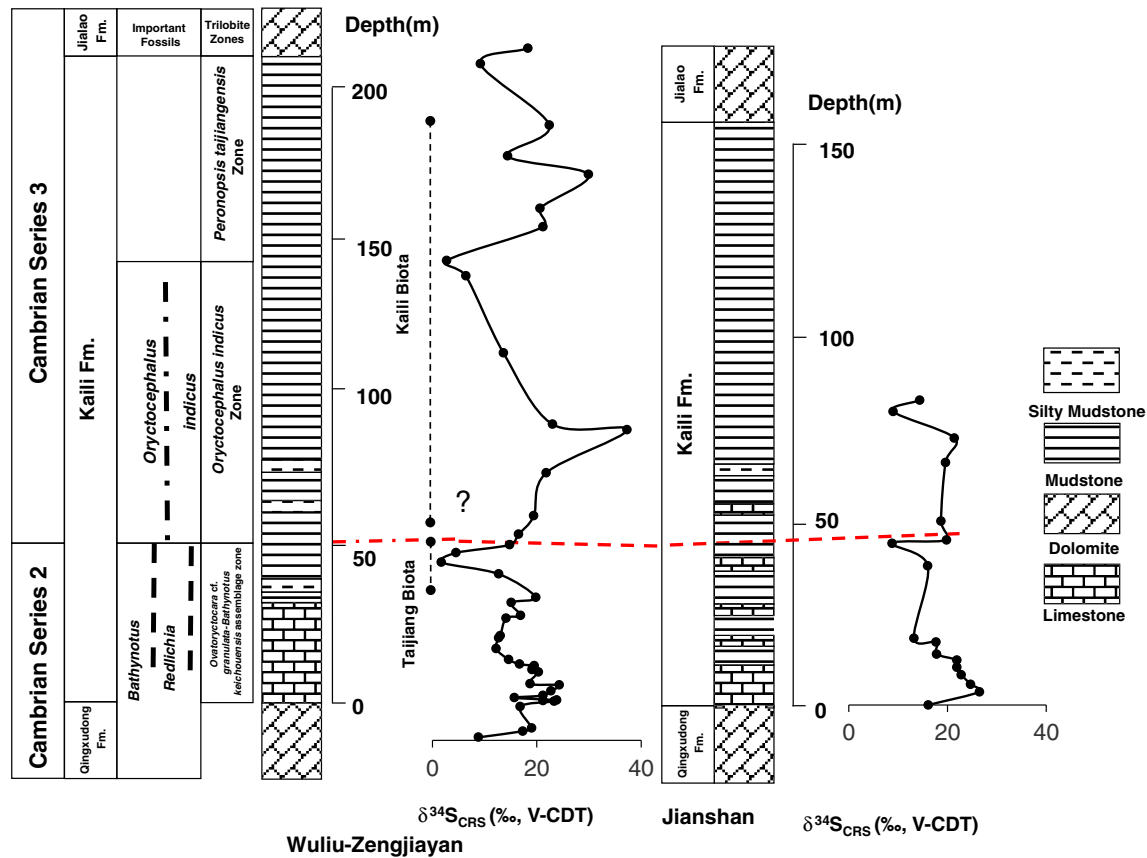 Cambrian Series 3
Cambrian Series 2
Jialao
Fm.
Kaili Fm.
Qingxudong
Fm.
Important
Fossils
Oryctocephalus
indicus
Bathynotus
Redlichia
Trilobite
Zones
Peronopsis taijiangensis
Zone
Oryctocephalus indicus
Zone
Ovatoryctocara cf.
granulata-Bathynotus
keichouensis assemblage zone
Depth(m)
200
150
100
50
0
Kaili Biota
?
Taijiang Biota
0
20
40
δ³⁴S_CRS (‰, V-CDT)
Wuliu-Zengjiayan
Jialao
Fm.
Kaili Fm.
Qingxudong
Fm.
Jianshan
Depth(m)
150
100
50
0
0
20
40
δ³⁴S_CRS (‰, V-CDT)
Silty Mudstone
Mudstone
Dolomite
Limestone